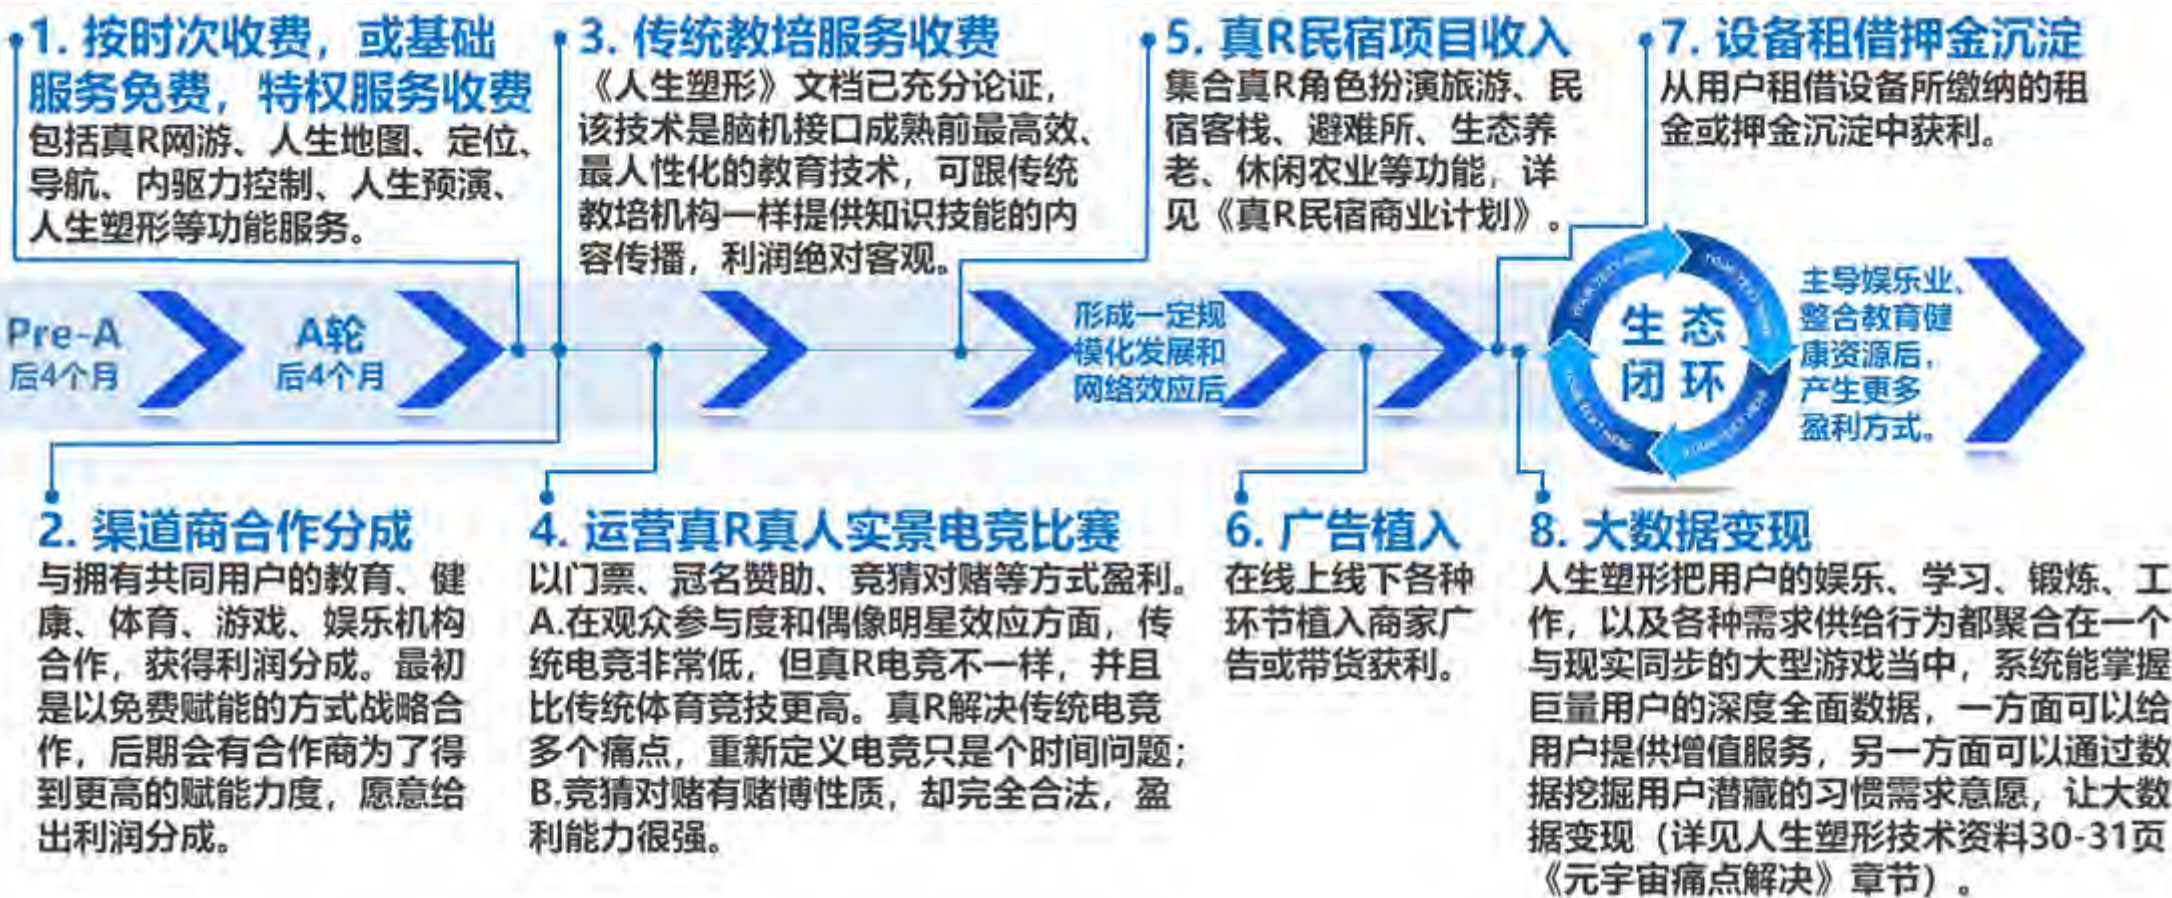 1. 按时次收费，或基础
服务免费，特权服务收费
包括真R网游、人生地图、定位、
导航、内驱力控制、人生预演、
人生塑形等功能服务。
3. 传统教培服务收费
《人生塑形》文档已充分论证，
该技术是脑机接口成熟前最高效、
最人性化的教育技术，可跟传统
教培机构一样提供知识技能的内
容传播，利润绝对客观。
5. 真R民宿项目收入
集合真R角色扮演旅游、民
宿客栈、避难所、生态养
老、休闲农业等功能，详
见《真R民宿商业计划》。
7. 设备租借押金沉淀
从用户租借设备所缴纳的租
金或押金沉淀中获利。
Pre-A
后4个月
A轮
后4个月
形成一定规
模化发展和
网络效应后
生态
闭环
主导娱乐业、
整合教育健
康资源后，
产生更多
盈利方式。
2. 渠道商合作分成
与拥有共同用户的教育、健
康、体育、游戏、娱乐机构
合作，获得利润分成。最初
是以免费赋能的方式战略合
作，后期会有合作商为了得
到更高的赋能力度，愿意给
出利润分成。
4. 运营真R真人实景电竞比赛
以门票、冠名赞助、竞猜对赌等方式盈利。
A.在观众参与度和偶像明星效应方面，传
统电竞非常低，但真R电竞不一样，并且
比传统体育竞技更高。真R解决传统电竞
多个痛点，重新定义电竞只是个时间问题；
B.竞猜对赌有赌博性质，却完全合法，盈
利能力很强。
6. 广告植入
在线上线下各种
环节植入商家广
告或带货获利。
8. 大数据变现
人生塑形把用户的娱乐、学习、锻炼、工
作，以及各种需求供给行为都聚合在一个
与现实同步的大型游戏当中，系统能掌握
巨量用户的深度全面数据，一方面可以给
用户提供增值服务，另一方面可以通过数
据挖掘用户潜藏的习惯需求意愿，让大数
据变现（详见人生塑形技术资料30-31页
《元宇宙痛点解决》章节）。